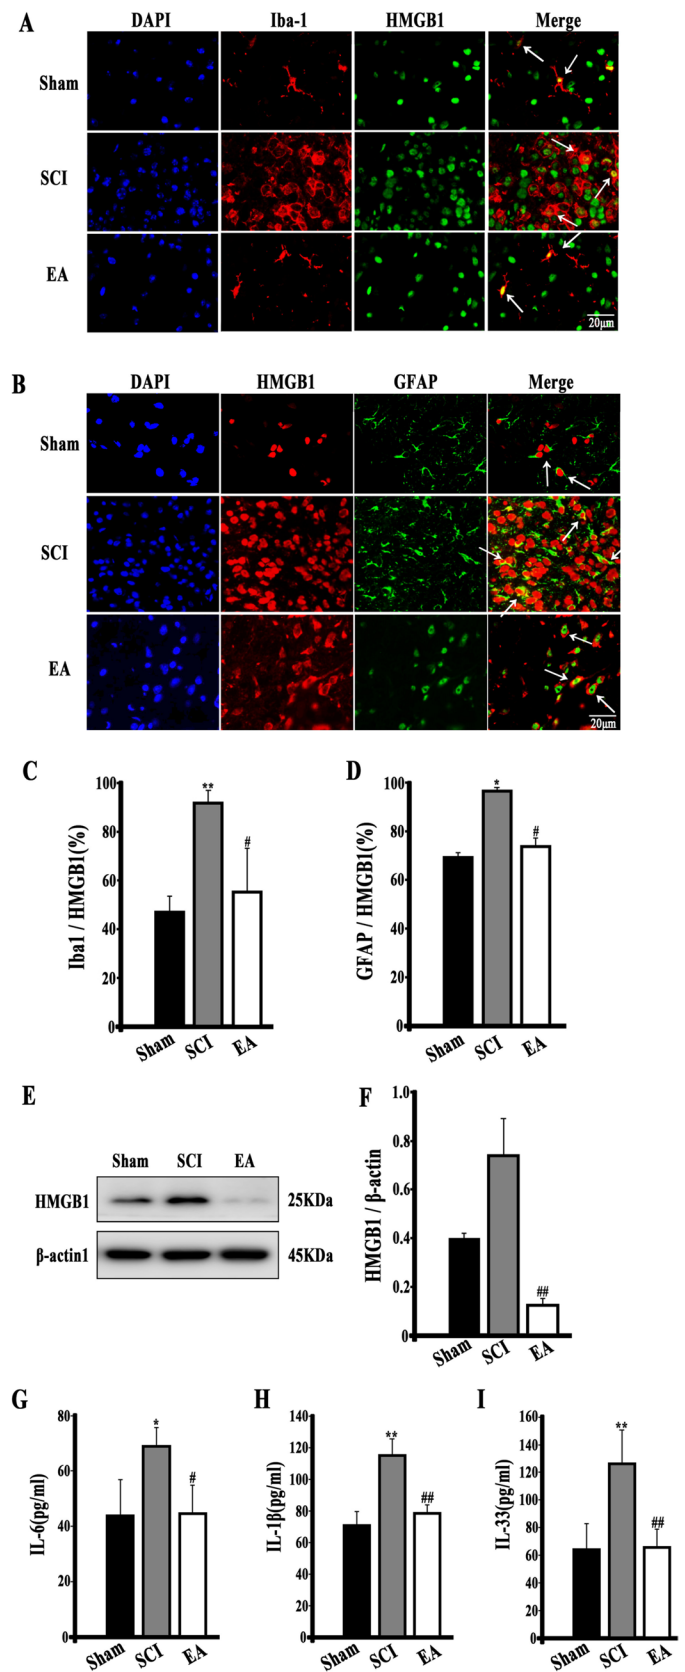 A
DAPI Iba-1 HMGB1 Merge
Sham
SCI
EA
20μm
B
DAPI HMGB1 GFAP Merge
Sham
SCI
EA
20μm
C
Iba1 / HMGB1(%)
100
80
60
40
20
0
**
#
Sham SCI EA
D
GFAP / HMGB1(%)
100
80
60
40
20
0
*
#
Sham SCI EA
E
Sham SCI EA
HMGB1 25KDa
β-actin1 45KDa
F
HMGB1 / β-actin
1.0
0.8
0.6
0.4
0.2
0
##
Sham SCI EA
G
IL-6(pg/ml)
80
60
40
20
0
*
#
Sham SCI EA
H
IL-1β(pg/ml)
140
120
100
80
60
40
20
0
**
##
Sham SCI EA
I
IL-33(pg/ml)
160
140
120
100
80
60
40
20
0
**
##
Sham SCI EA